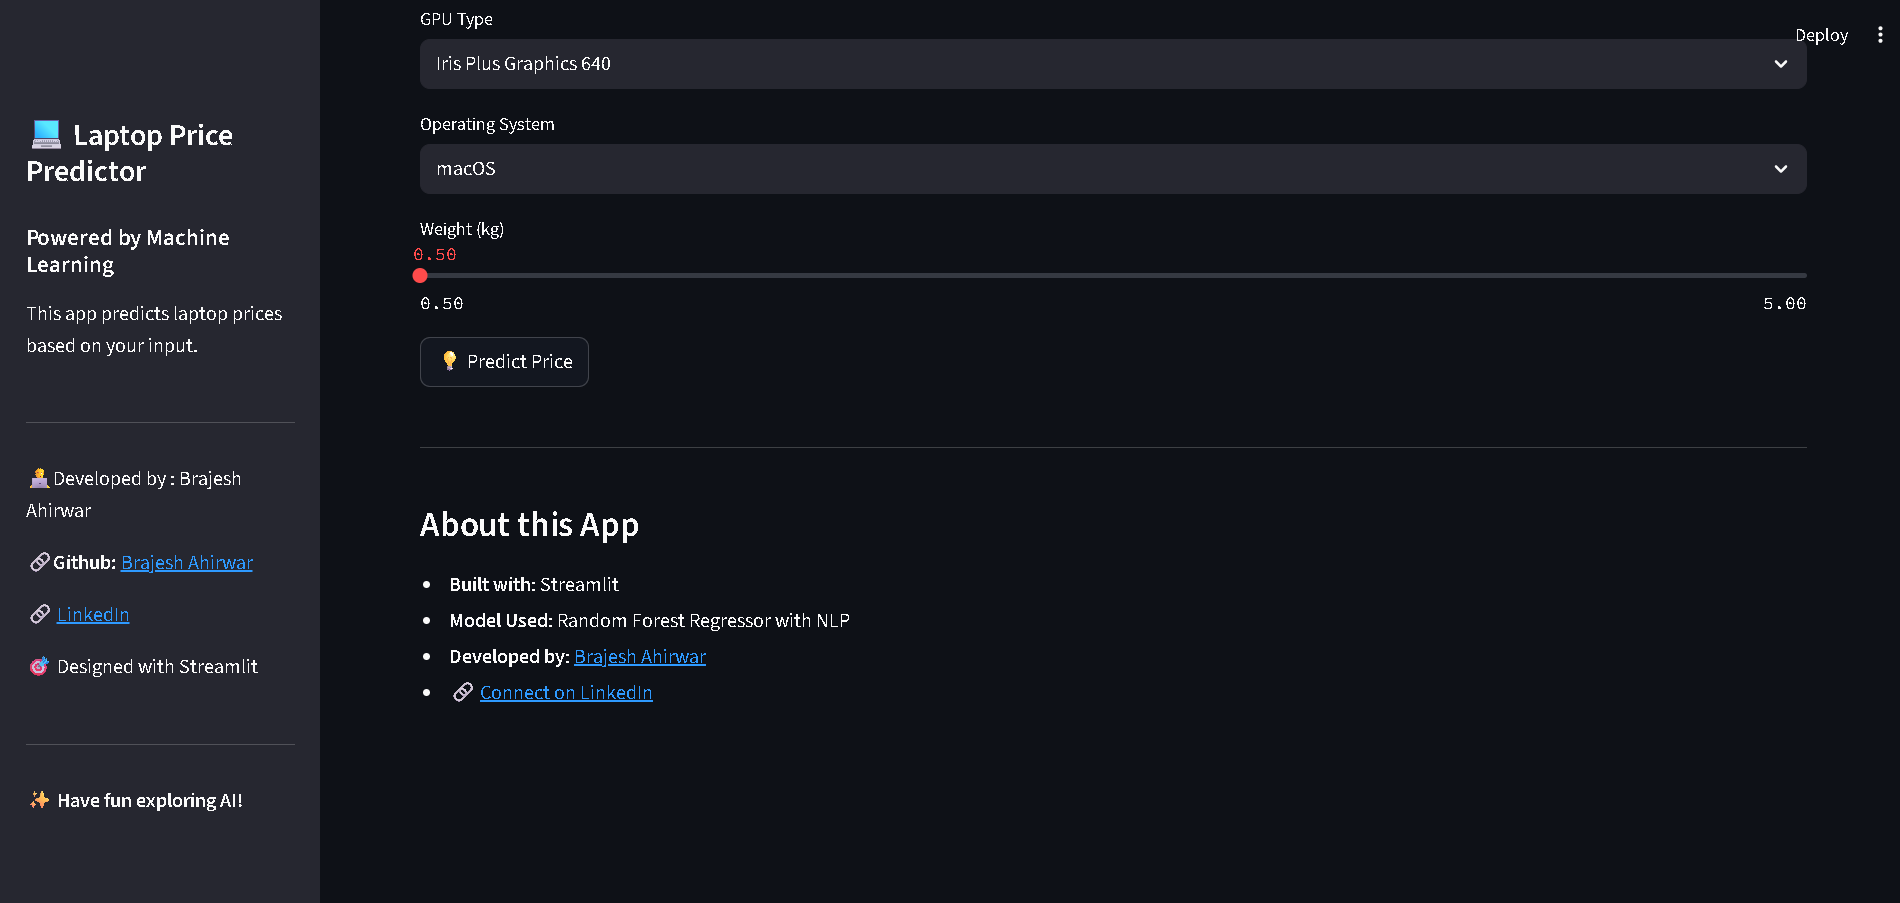 Laptop Price
Predictor
Powered by Machine
Learning
This app predicts laptop prices
based on your input.
Developed by : Brajesh
Ahirwar
Github: Brajesh Ahirwar
LinkedIn
Designed with Streamlit
Have fun exploring AI!
Deploy
GPU Type
Iris Plus Graphics 640
Operating System
macOS
Weight (kg)
0.50
0.50 5.00
Predict Price
About this App
Built with: Streamlit
Model Used: Random Forest Regressor with NLP
Developed by: Brajesh Ahirwar
Connect on LinkedIn